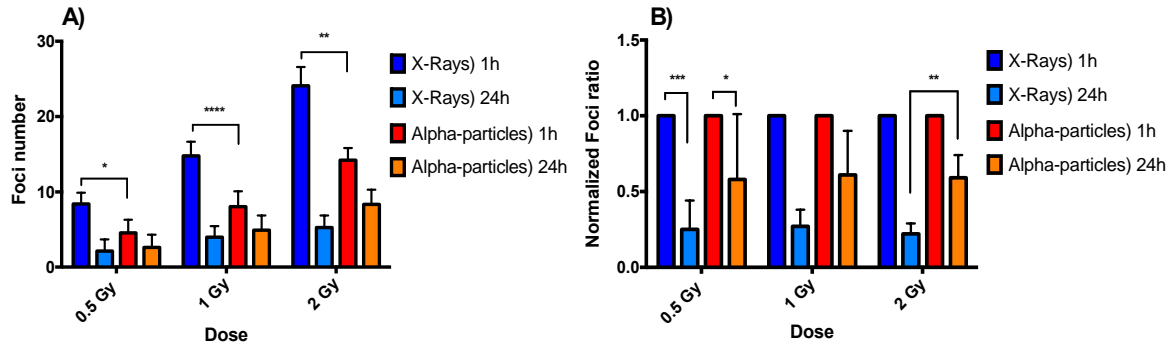 A)
Foci number
30
20
10
0
*
****
**
0.5 Gy
1 Gy
2 Gy
Dose
X-Rays) 1h
X-Rays) 24h
Alpha-particles) 1h
Alpha-particles) 24h
B)
Normalized Foci ratio
1.5
1.0
0.5
0.0
***
*
**
0.5 Gy
1 Gy
2 Gy
Dose
X-Rays) 1h
X-Rays) 24h
Alpha-particles) 1h
Alpha-particles) 24h